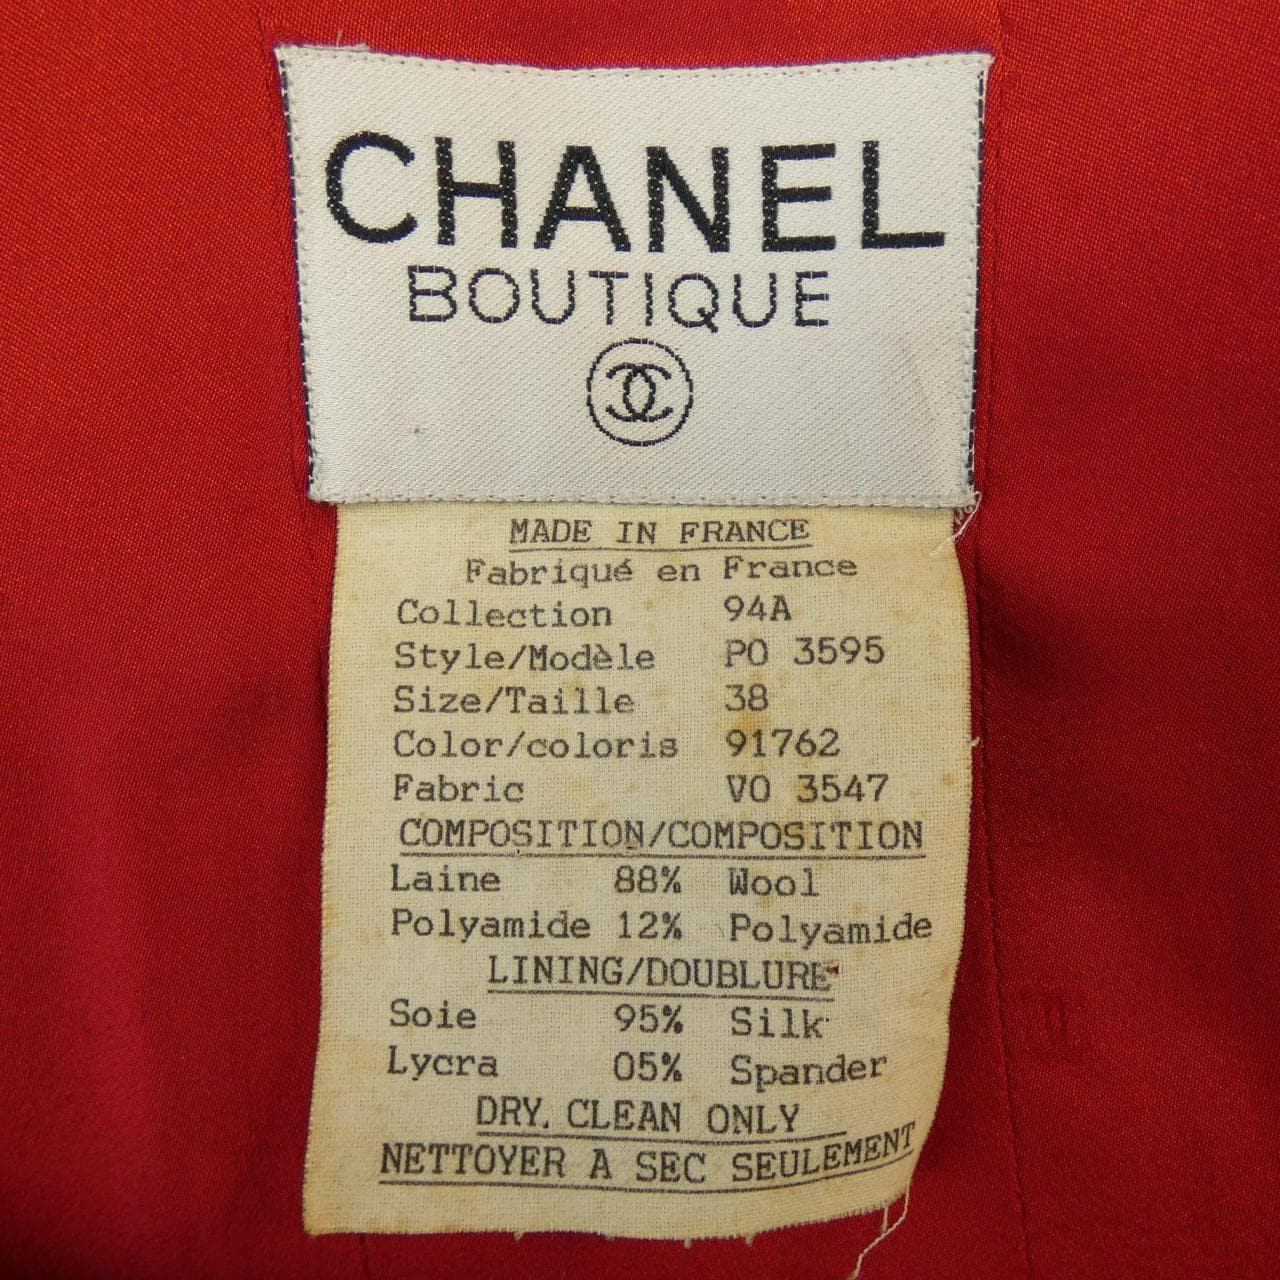 CHANEL
BOUTIQUE
MADE IN FRANCE
Fabriqué en France
Collection 94A
Style/Modèle PO 3595
Size/Taille 38
Color/coloris 91762
Fabric VO 3547
COMPOSITION/COMPOSITION
Laine 88% Wool
Polyamide 12% Polyamide
LINING/DOUBLURE
Soie 95% Silk
Lycra 05% Spander
DRY. CLEAN ONLY
NETTOYER A SEC SEULEMENT